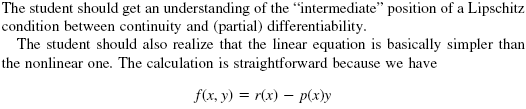 The student should get an understanding of the “intermediate” position of a Lipschitz
condition between continuity and (partial) differentiability.
The student should also realize that the linear equation is basically simpler than
the nonlinear one. The calculation is straightforward because we have
f(x, y) = r(x) − p(x)y